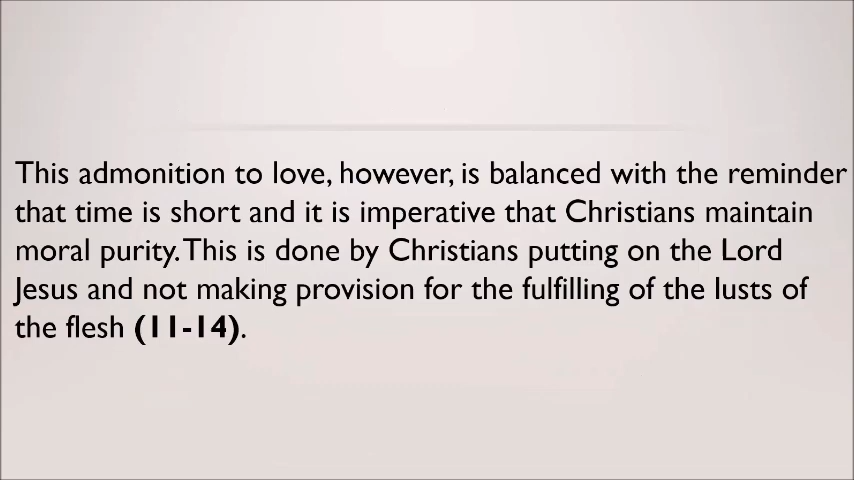 This admonition to love, however, is balanced with the reminder
that time is short and it is imperative that Christians maintain
moral purity. This is done by Christians putting on the Lord
Jesus and not making provision for the fulfilling of the lusts of
the flesh (11-14).